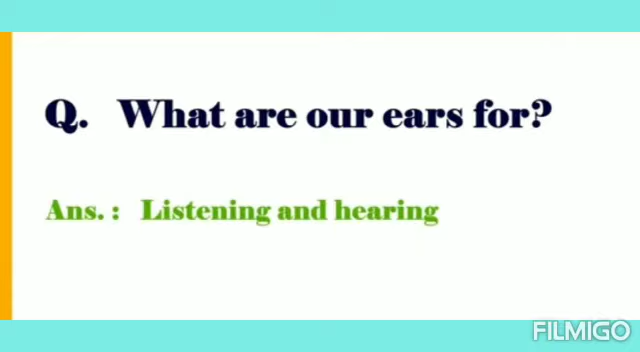 Q. What are our ears for?
Ans. : Listening and hearing
FILMIGO